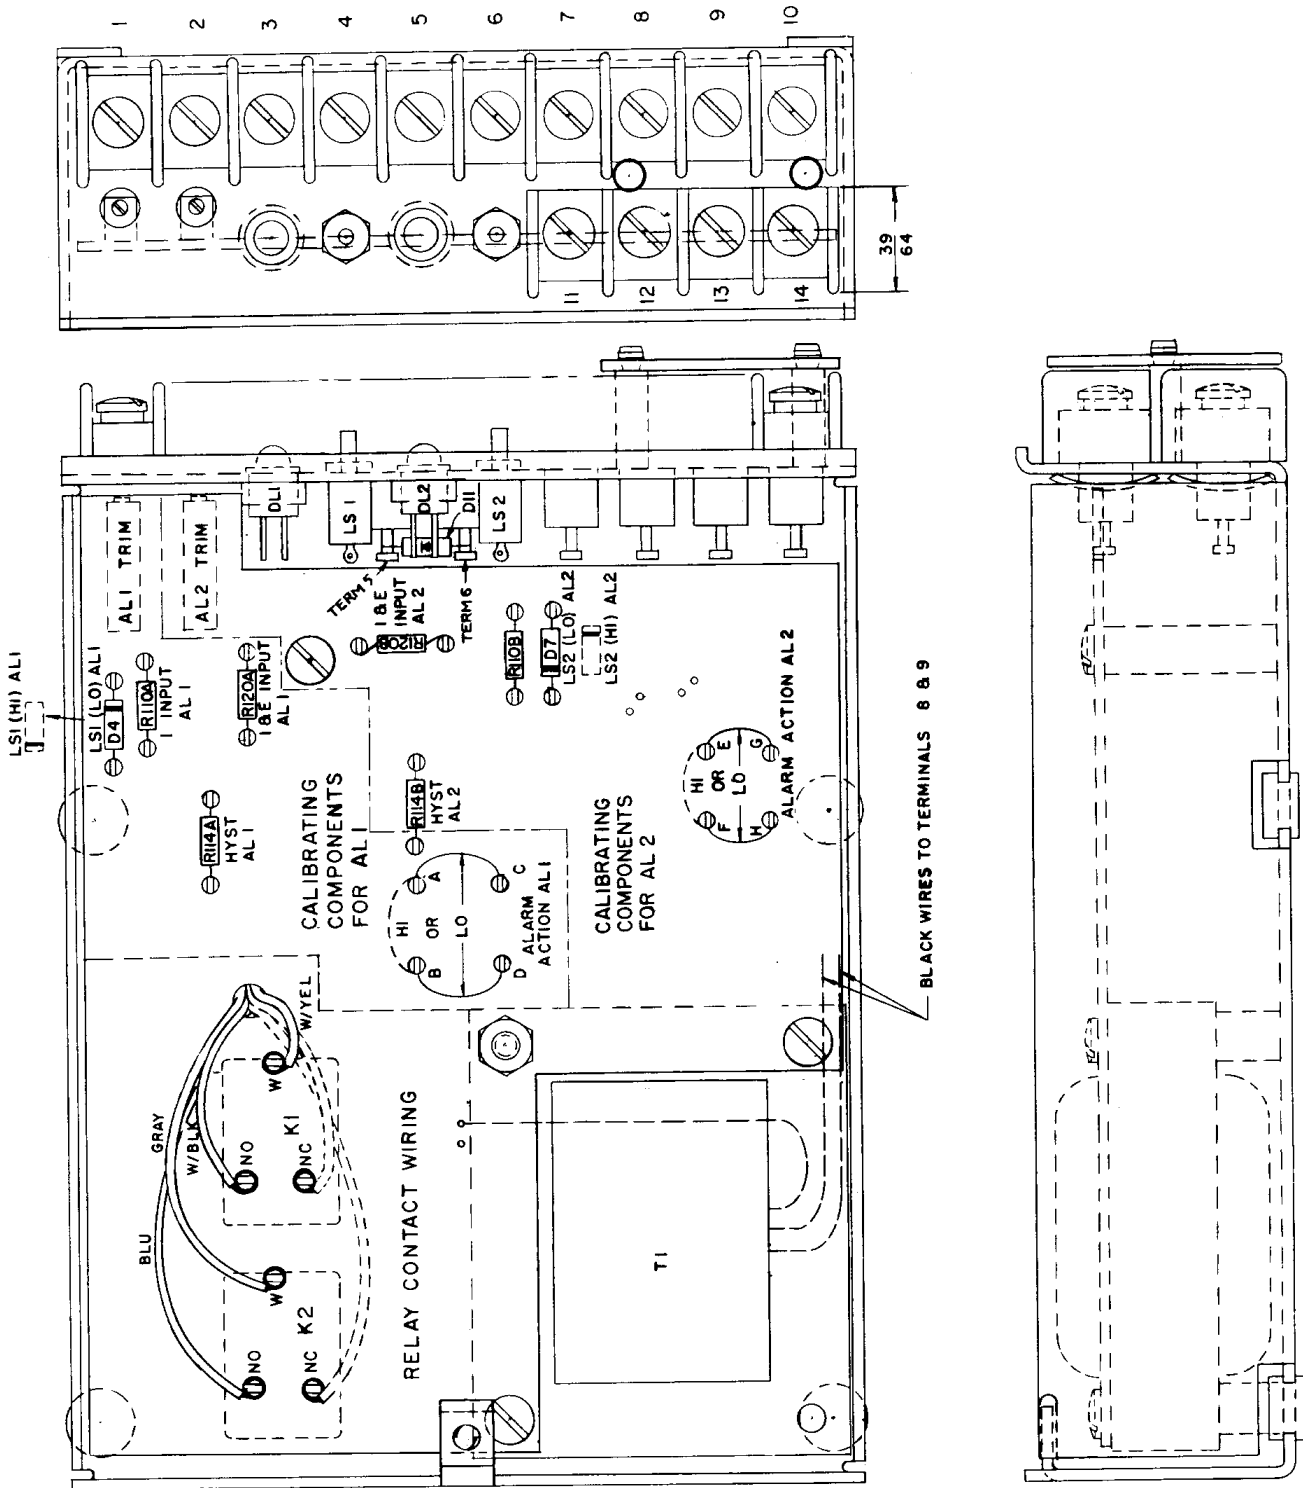 1
2
3
4
5
6
7
8
9
10
11
12
13
14
39
64
LS1 (HI) AL1
LS1 (LO) AL1
D4
R110A
I INPUT
AL1
R120A
I & E INPUT
AL1
R114A
HYST
AL1
AL1 TRIM
AL2 TRIM
DL1
LS1
DL2
D11
LS2
TERM 5
I & E
INPUT
AL2
R120B
TERM 6
R110B
D7
LS2 (LO) AL2
LS2 (HI) AL2
CALIBRATING
COMPONENTS
FOR AL1
R114B
HYST
AL2
HI
OR
LO
A
B
C
D
ALARM
ACTION AL1
CALIBRATING
COMPONENTS
FOR AL2
HI
OR
LO
E
F
G
H
ALARM ACTION AL2
BLACK WIRES TO TERMINALS 8 & 9
W/YEL
GRAY
W/BLK
BLU
W
NO
NC
K1
W
NO
NC
K2
RELAY CONTACT WIRING
T1